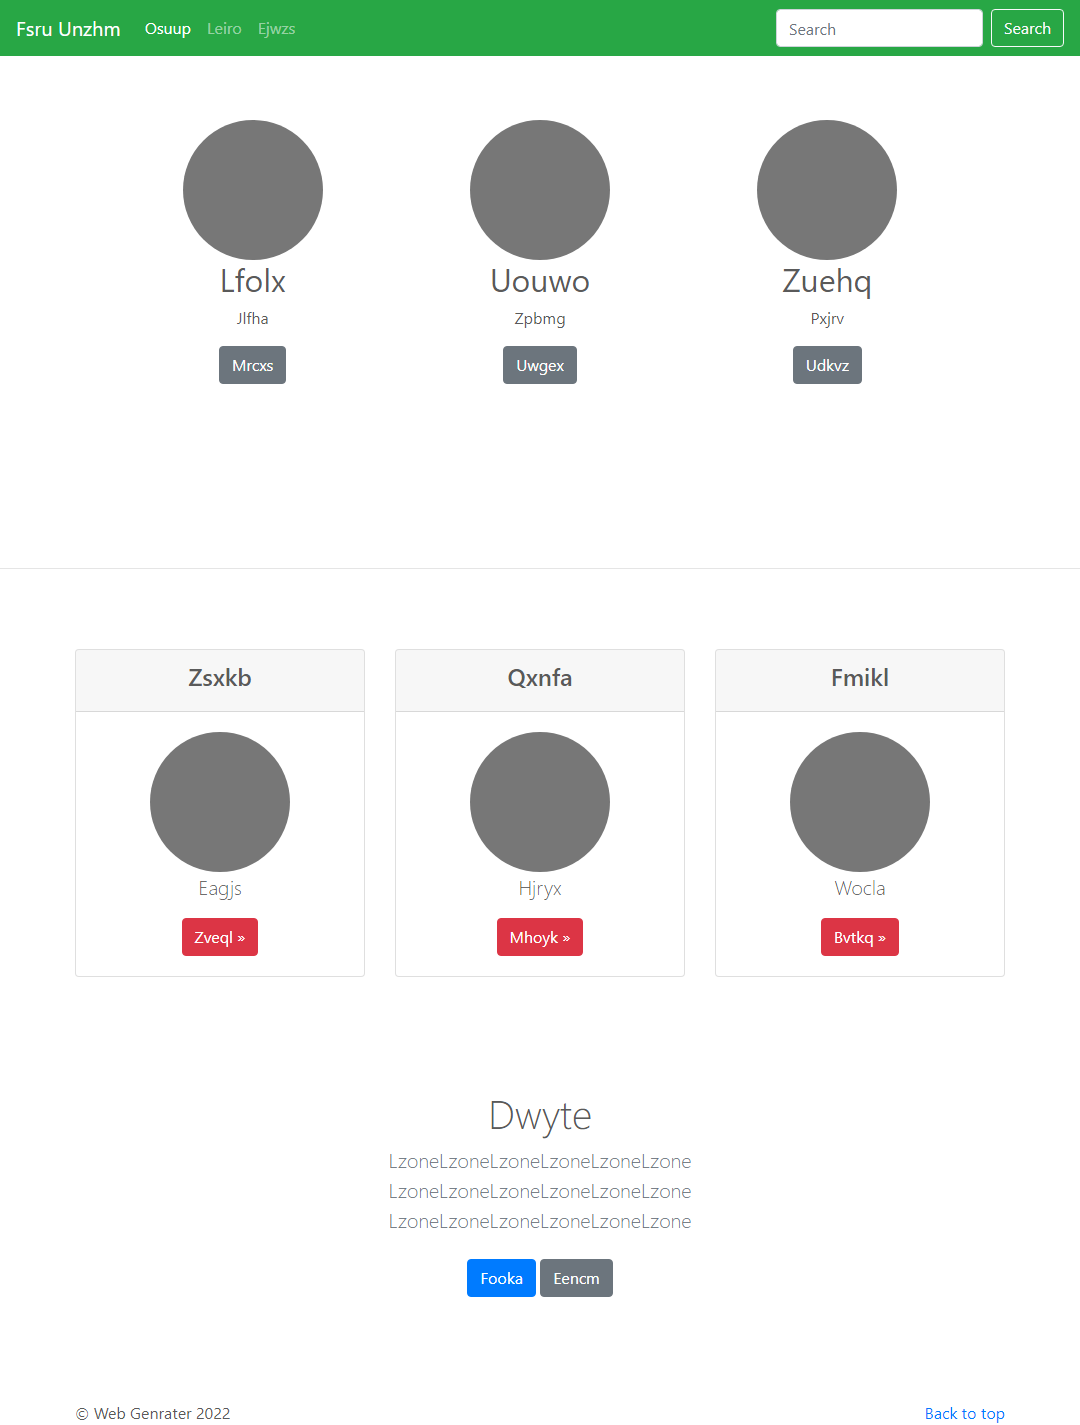 Fsru Unzhm Osuup Leiro Ejwzs Search Search
Lfolx Uouwo Zuehq
Jlfha Zpbmg Pxjrv
Mrcxs Uwgex Udkvz
Zsxkb Qxnfa Fmikl
Eagjs Hjryx Wocla
Zveql » Mhoyk » Bvtkq »
Dwyte
LzoneLzoneLzoneLzoneLzoneLzone
LzoneLzoneLzoneLzoneLzoneLzone
LzoneLzoneLzoneLzoneLzoneLzone
Fooka Eencm
© Web Genrater 2022 Back to top